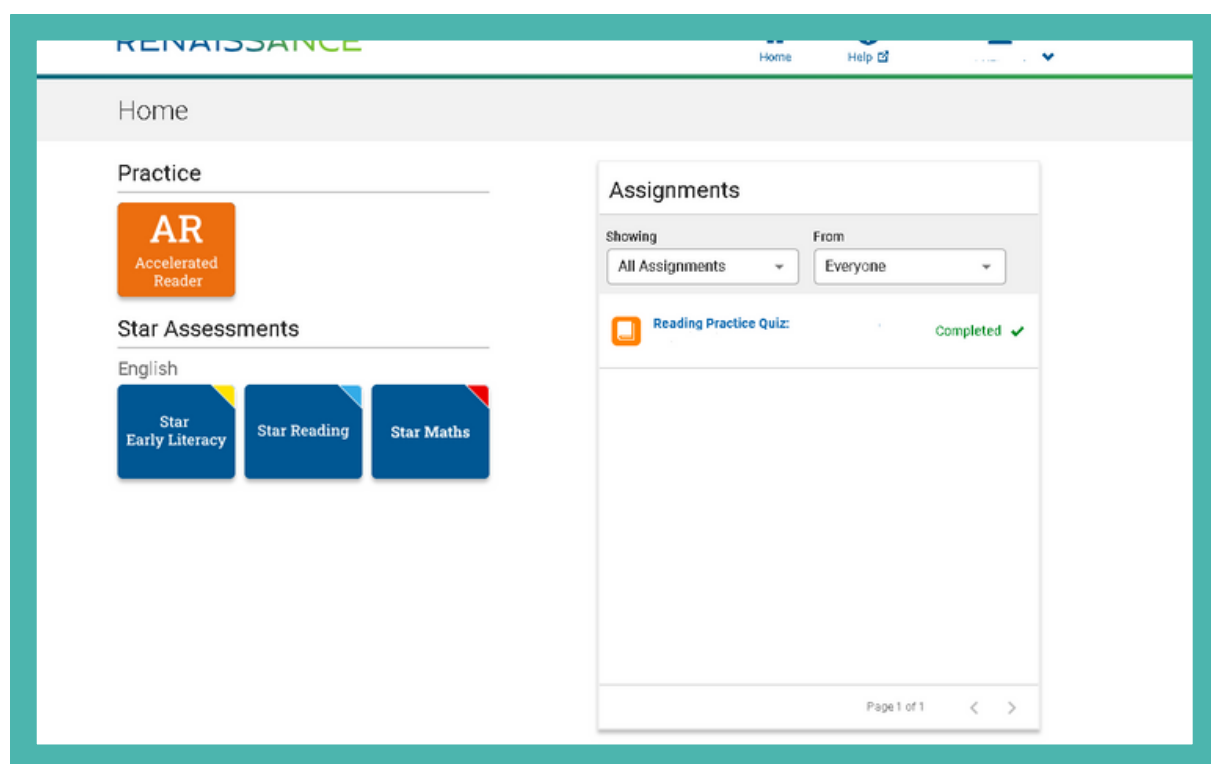 RENAISSANCE
Home
Help
Home
Practice
AR
Accelerated
Reader
Star Assessments
English
Star
Early Literacy
Star Reading
Star Maths
Assignments
Showing
From
All Assignments
Everyone
Reading Practice Quiz:
Completed
Page 1 of 1